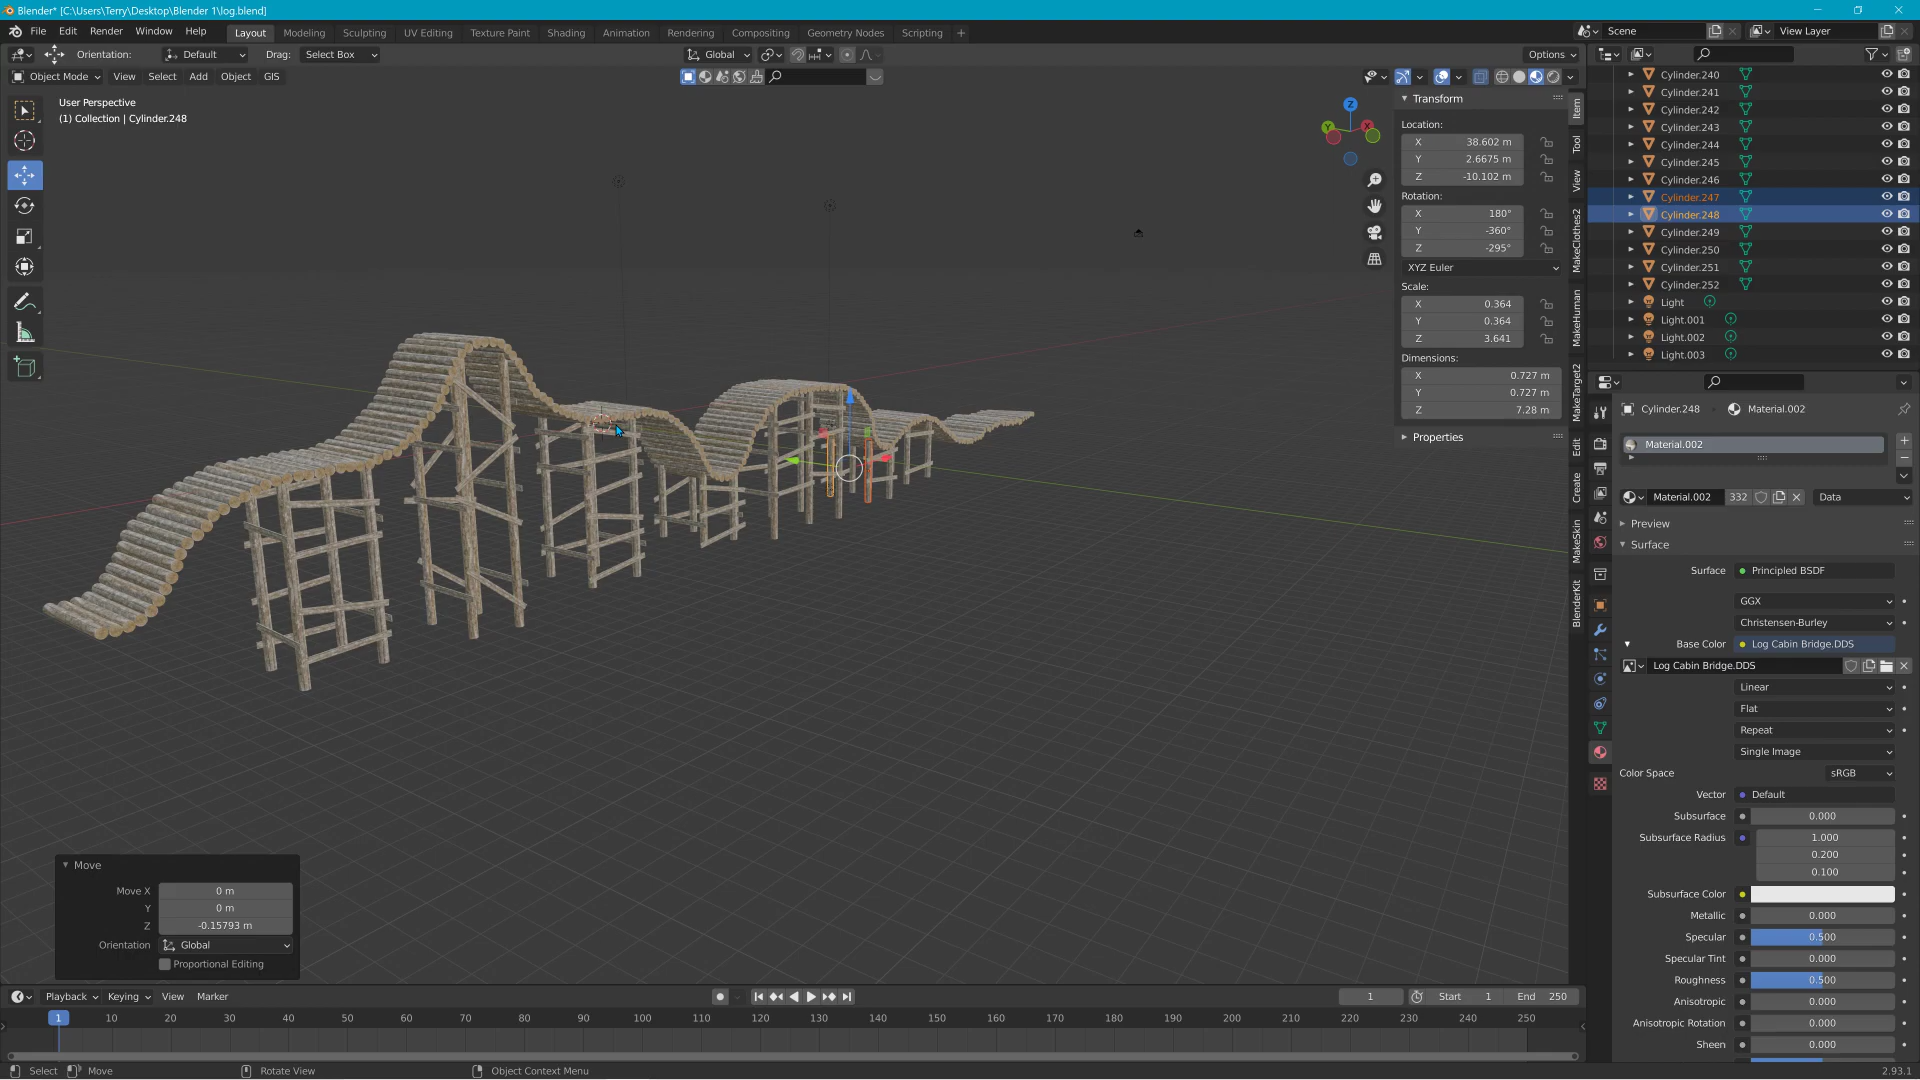 Blender* [C:\Users\Terry\Desktop\Blender 1\log.blend]
File Edit Render Window Help Layout Modeling Sculpting UV Editing Texture Paint Shading Animation Rendering Compositing Geometry Nodes Scripting + Scene View Layer
Orientation: Default Drag: Select Box Global Options
Object Mode View Select Add Object GIS
User Perspective
(1) Collection | Cylinder.248
Z
Y
X
Transform
Location:
X 38.602 m
Y 2.6675 m
Z -10.102 m
Rotation:
X 180°
Y -360°
Z -295°
XYZ Euler
Scale:
X 0.364
Y 0.364
Z 3.641
Dimensions:
X 0.727 m
Y 0.727 m
Z 7.28 m
Properties
Item
Tool
View
MakeClothes2
MakeHuman
MakeTarget2
Edit
Create
MakeSkin
BlenderKit
Cylinder.240
Cylinder.241
Cylinder.242
Cylinder.243
Cylinder.244
Cylinder.245
Cylinder.246
Cylinder.247
Cylinder.248
Cylinder.249
Cylinder.250
Cylinder.251
Cylinder.252
Light
Light.001
Light.002
Light.003
Cylinder.248 Material.002
Material.002
Material.002 332 Data
Preview
Surface
Surface Principled BSDF
GGX
Christensen-Burley
Base Color Log Cabin Bridge.DDS
Log Cabin Bridge.DDS
Linear
Flat
Repeat
Single Image
Color Space sRGB
Vector Default
Subsurface 0.000
Subsurface Radius 1.000
0.200
0.100
Subsurface Color
Metallic 0.000
Specular 0.500
Specular Tint 0.000
Roughness 0.500
Anisotropic 0.000
Anisotropic Rotation 0.000
Sheen 0.000
Move
Move X 0 m
Y 0 m
Z -0.15793 m
Orientation Global
Proportional Editing
Playback Keying View Marker 1 Start 1 End 250
1 10 20 30 40 50 60 70 80 90 100 110 120 130 140 150 160 170 180 190 200 210 220 230 240 250
Select Move Rotate View Object Context Menu 2.93.1